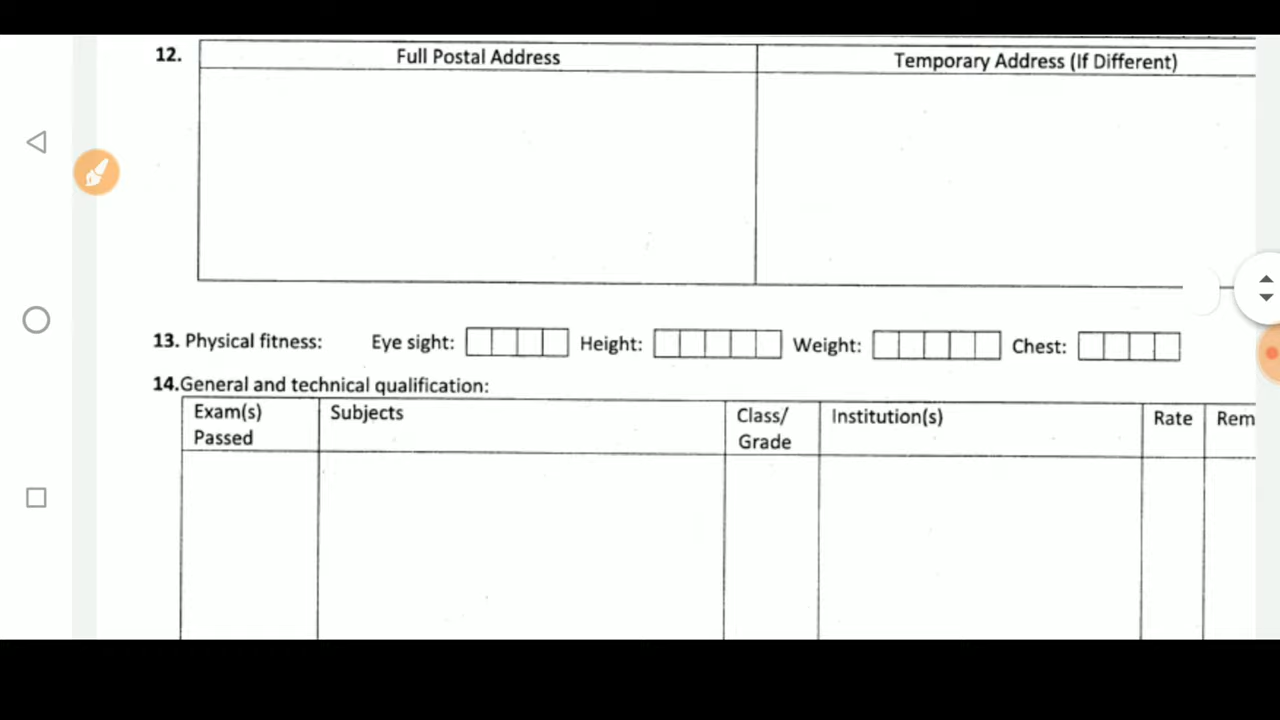 12. Full Postal Address Temporary Address (If Different)
13. Physical fitness: Eye sight: Height: Weight: Chest:
14.General and technical qualification:
Exam(s) Passed Subjects Class/ Grade Institution(s) Rate Rem